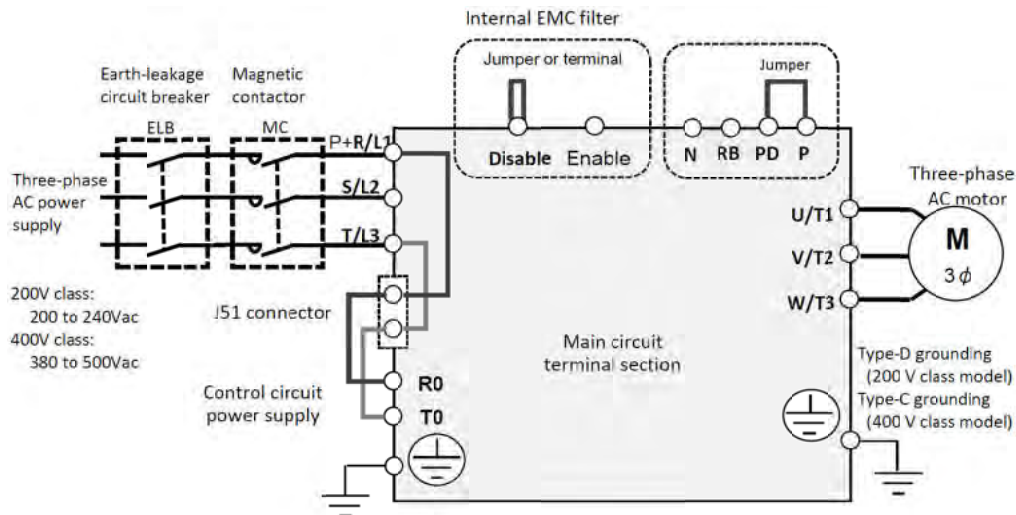 Internal EMC filter
Jumper or terminal
Jumper
Earth-leakage
circuit breaker
Magnetic
contactor
ELB
MC
P+R/L1
Disable
Enable
N
RB
PD
P
Three-phase
AC power
supply
S/L2
T/L3
Three-phase
AC motor
U/T1
V/T2
W/T3
M
3ϕ
200V class:
200 to 240Vac
400V class:
380 to 500Vac
J51 connector
Main circuit
terminal section
Control circuit
power supply
R0
T0
Type-D grounding
(200 V class model)
Type-C grounding
(400 V class model)